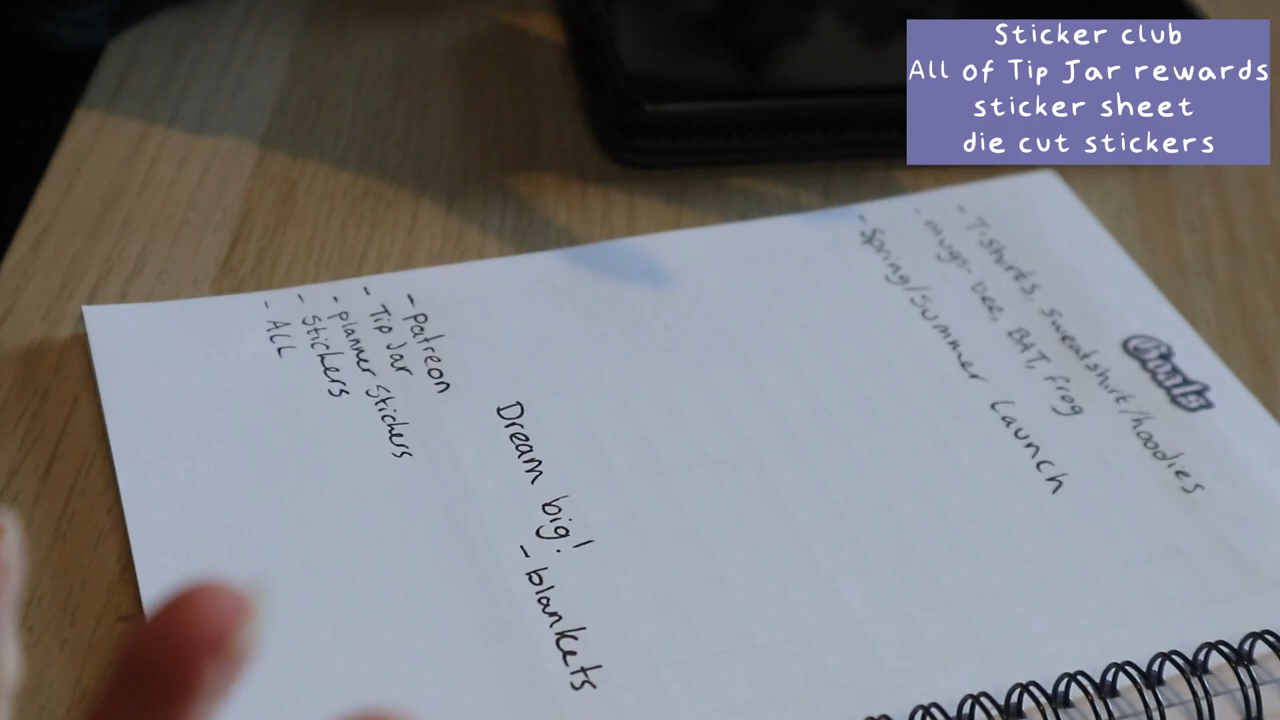 Sticker club
All of Tip Jar rewards
sticker sheet
die cut stickers
Goals
- T-shirts, sweatshirt/hoodies
- mugs - bee, BAT, frog
- Spring/Summer Launch
Dream big!
- blankets
- patreon
- Tip Jar
- planner stickers
- stickers
- ALL